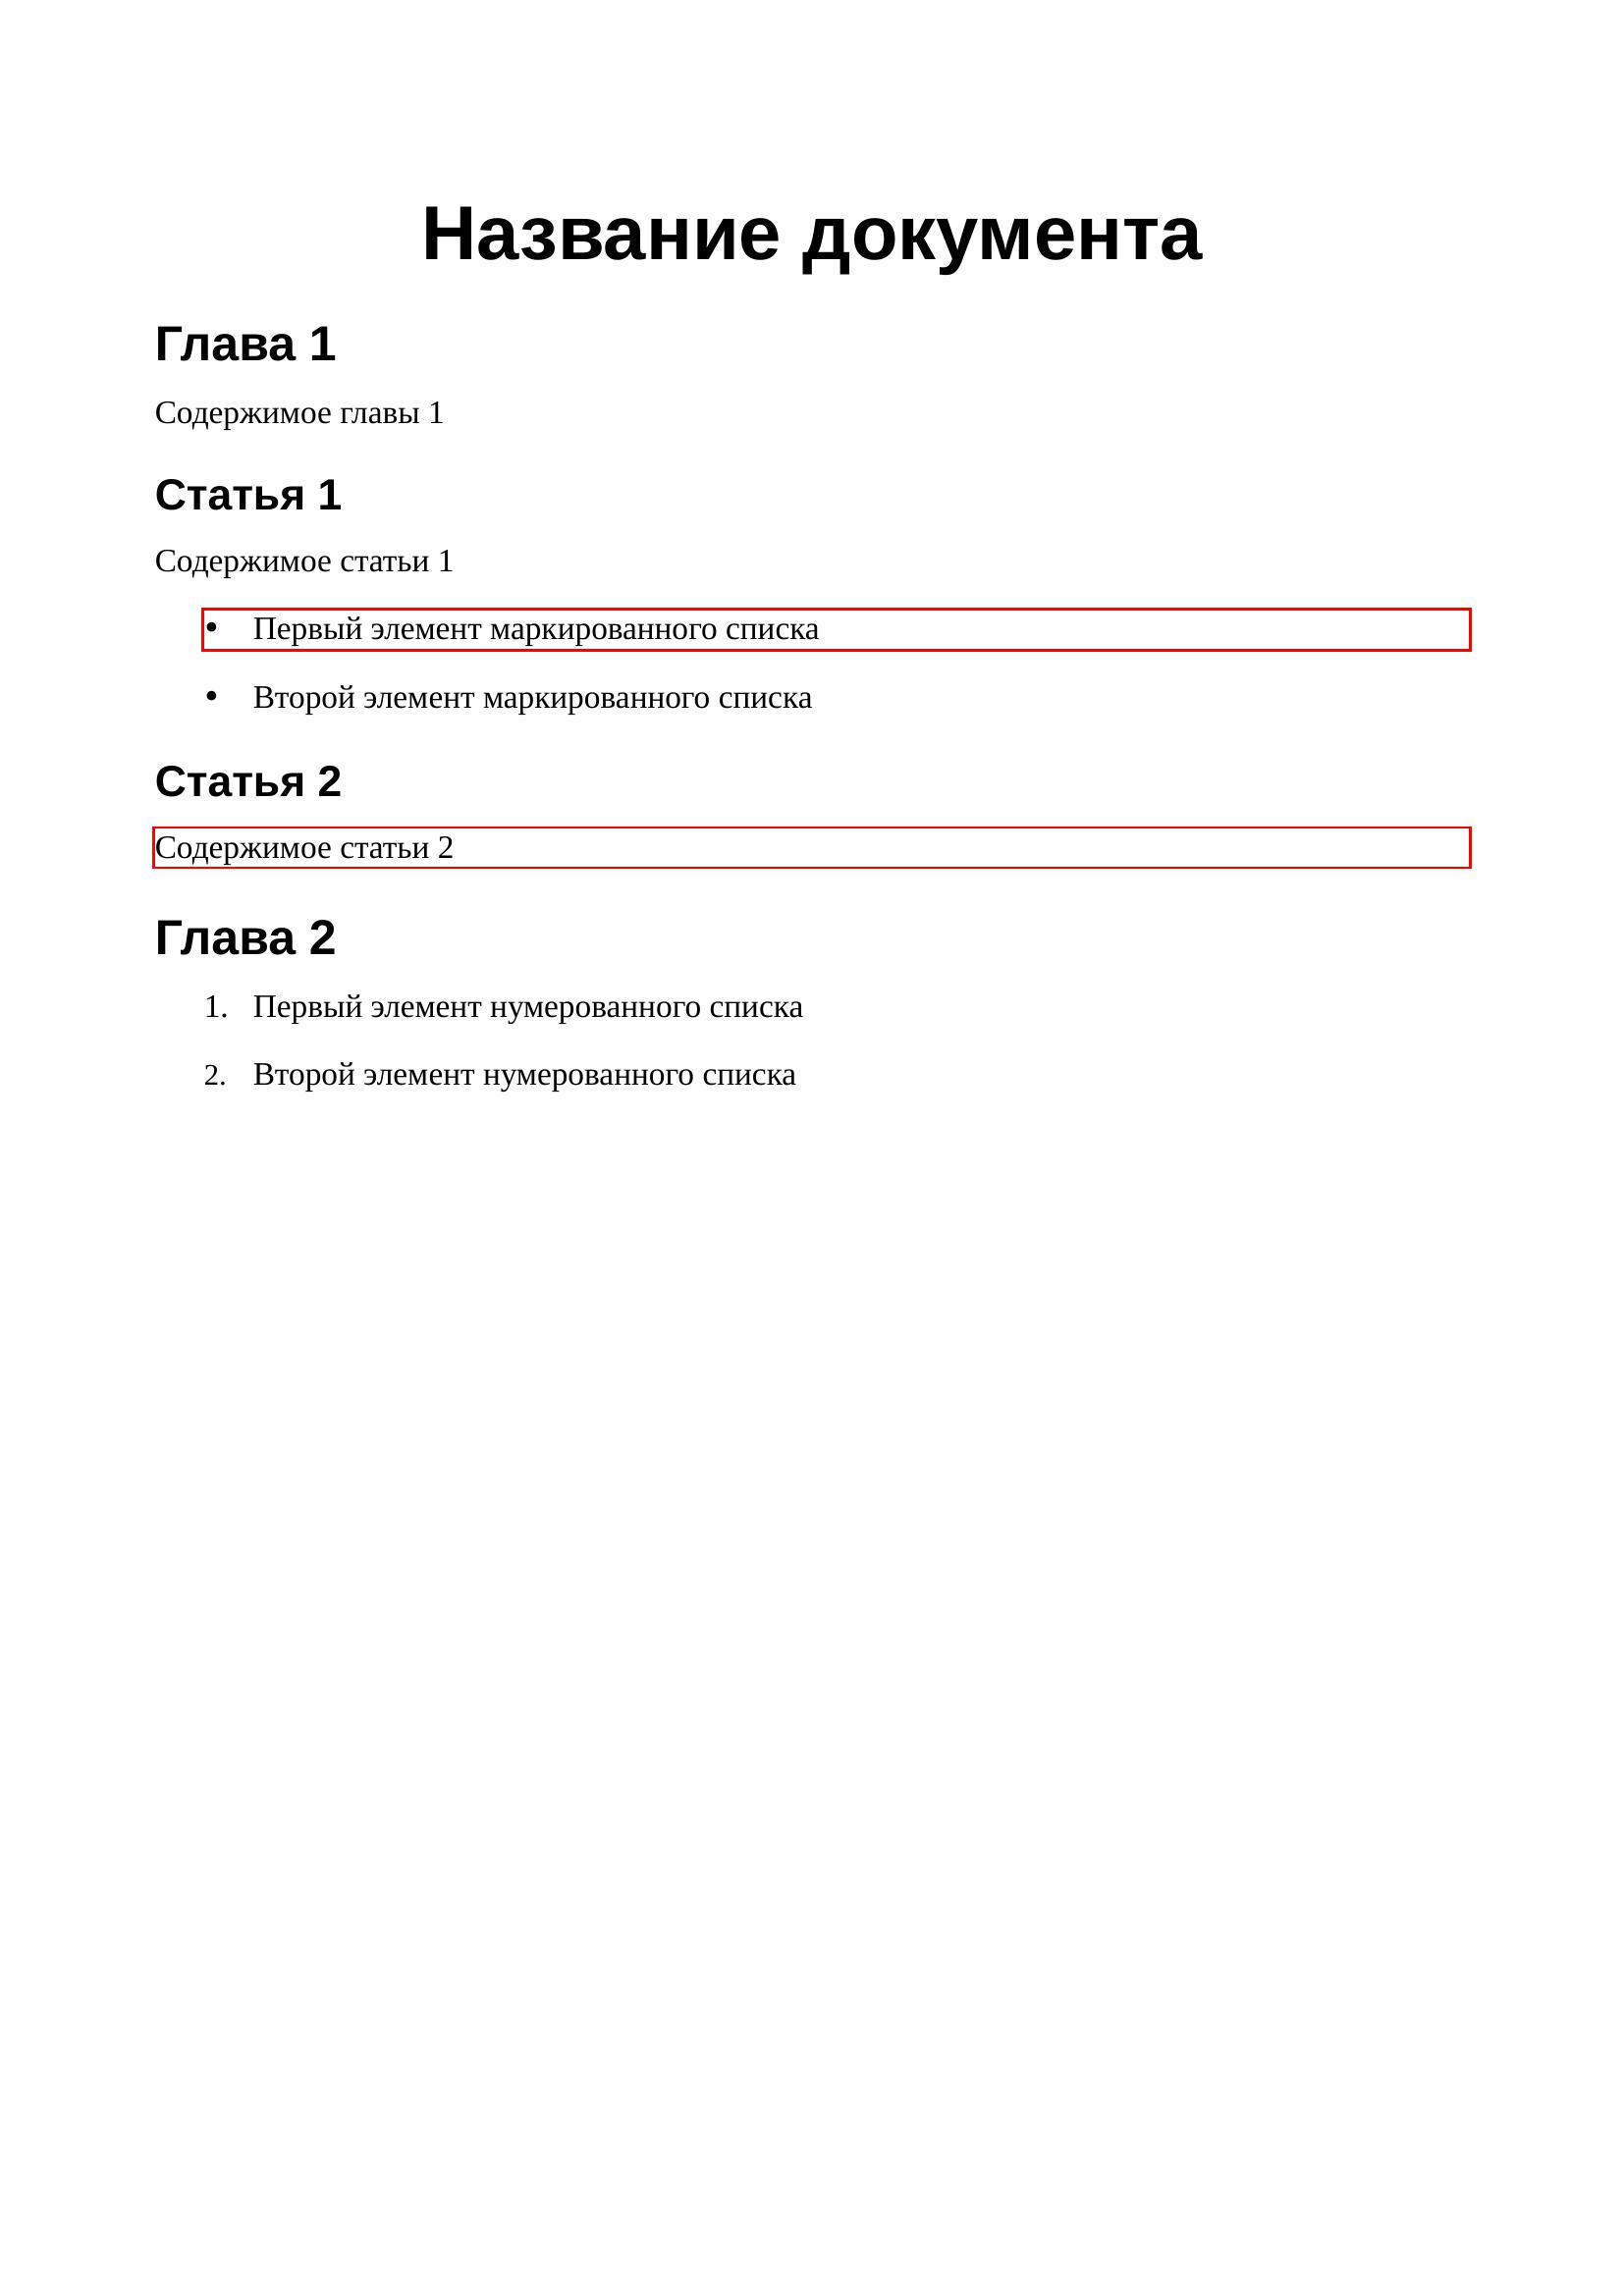 Название документа
Глава 1
Содержимое главы 1
Статья 1
Содержимое статьи 1
• Первый элемент маркированного списка
• Второй элемент маркированного списка
Статья 2
Содержимое статьи 2
Глава 2
1. Первый элемент нумерованного списка
2. Второй элемент нумерованного списка